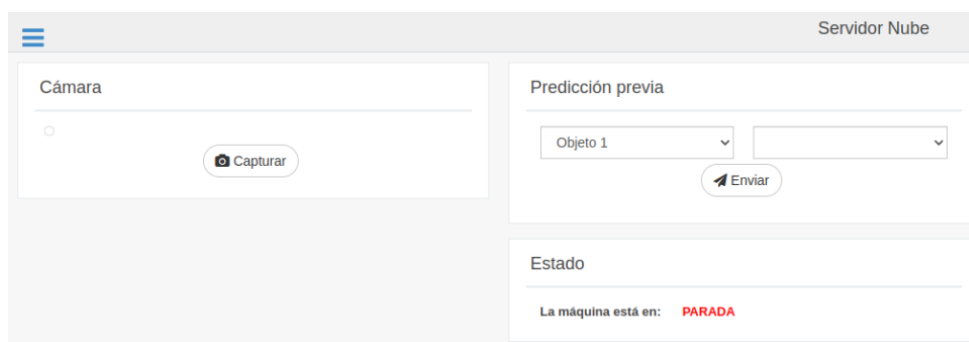 Servidor Nube
Cámara
Capturar
Predicción previa
Objeto 1
Enviar
Estado
La máquina está en: PARADA